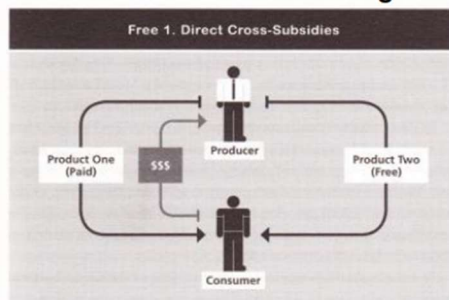 Free 1. Direct Cross-Subsidies
Producer
Product One
(Paid)
$$$
Product Two
(Free)
Consumer